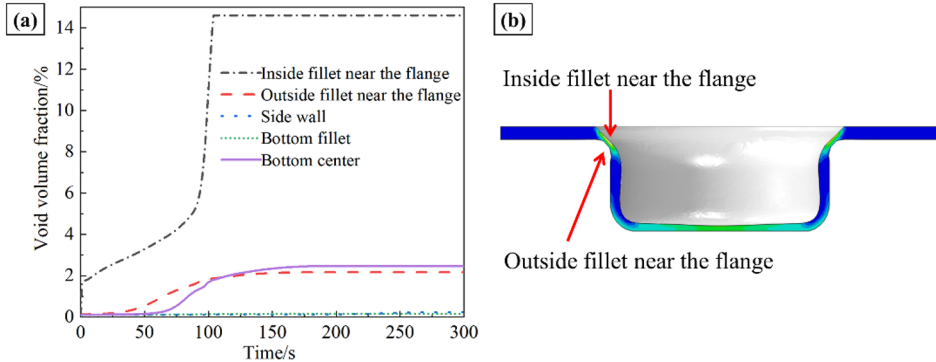 (a)
14
12
10
8
6
4
2
0
Void volume fraction/%
Inside fillet near the flange
Outside fillet near the flange
Side wall
Bottom fillet
Bottom center
0 50 100 150 200 250 300
Time/s
(b)
Inside fillet near the flange
Outside fillet near the flange